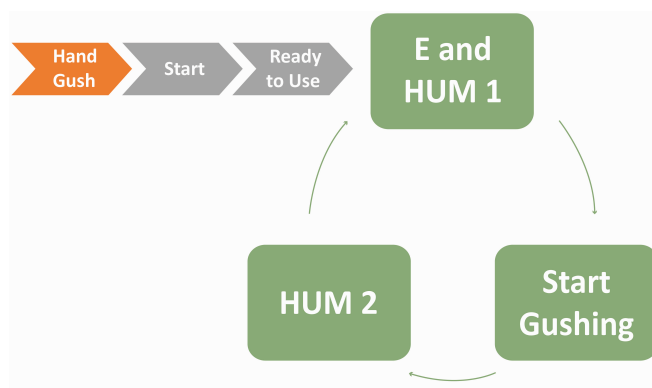 Hand
Gush
Start
Ready
to Use
E and
HUM 1
Start
Gushing
HUM 2